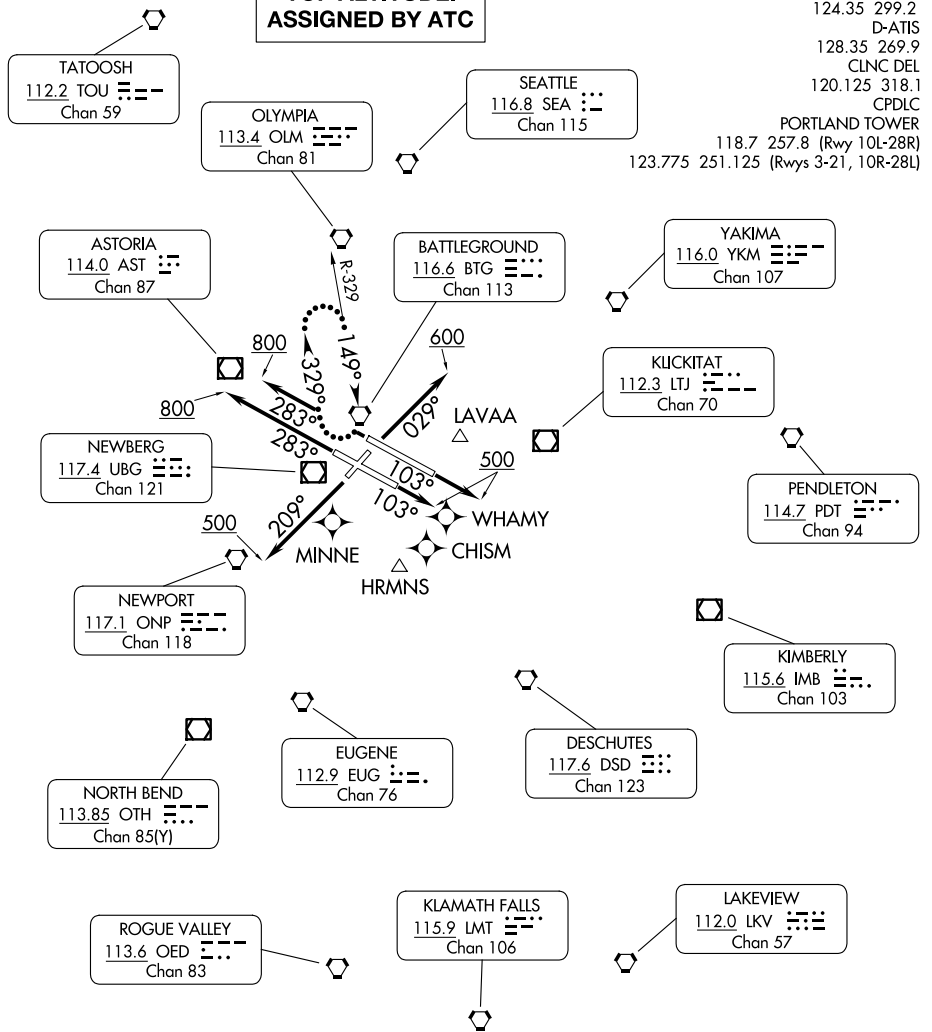 ASSIGNED BY ATC
124.35 299.2
D-ATIS
128.35 269.9
CLNC DEL
120.125 318.1
CPDLC
PORTLAND TOWER
118.7 257.8 (Rwy 10L-28R)
123.775 251.125 (Rwys 3-21, 10R-28L)
TATOOSH
112.2 TOU
Chan 59
OLYMPIA
113.4 OLM
Chan 81
SEATTLE
116.8 SEA
Chan 115
ASTORIA
114.0 AST
Chan 87
R-329
BATTLEGROUND
116.6 BTG
Chan 113
YAKIMA
116.0 YKM
Chan 107
800
329°
149°
600
283°
029°
LAVAA
KLICKITAT
112.3 LTJ
Chan 70
800
283°
NEWBERG
117.4 UBG
Chan 121
103°
500
103°
WHAMY
PENDLETON
114.7 PDT
Chan 94
209°
500
MINNE
CHISM
HRMNS
NEWPORT
117.1 ONP
Chan 118
KIMBERLY
115.6 IMB
Chan 103
EUGENE
112.9 EUG
Chan 76
DESCHUTES
117.6 DSD
Chan 123
NORTH BEND
113.85 OTH
Chan 85(Y)
ROGUE VALLEY
113.6 OED
Chan 83
KLAMATH FALLS
115.9 LMT
Chan 106
LAKEVIEW
112.0 LKV
Chan 57